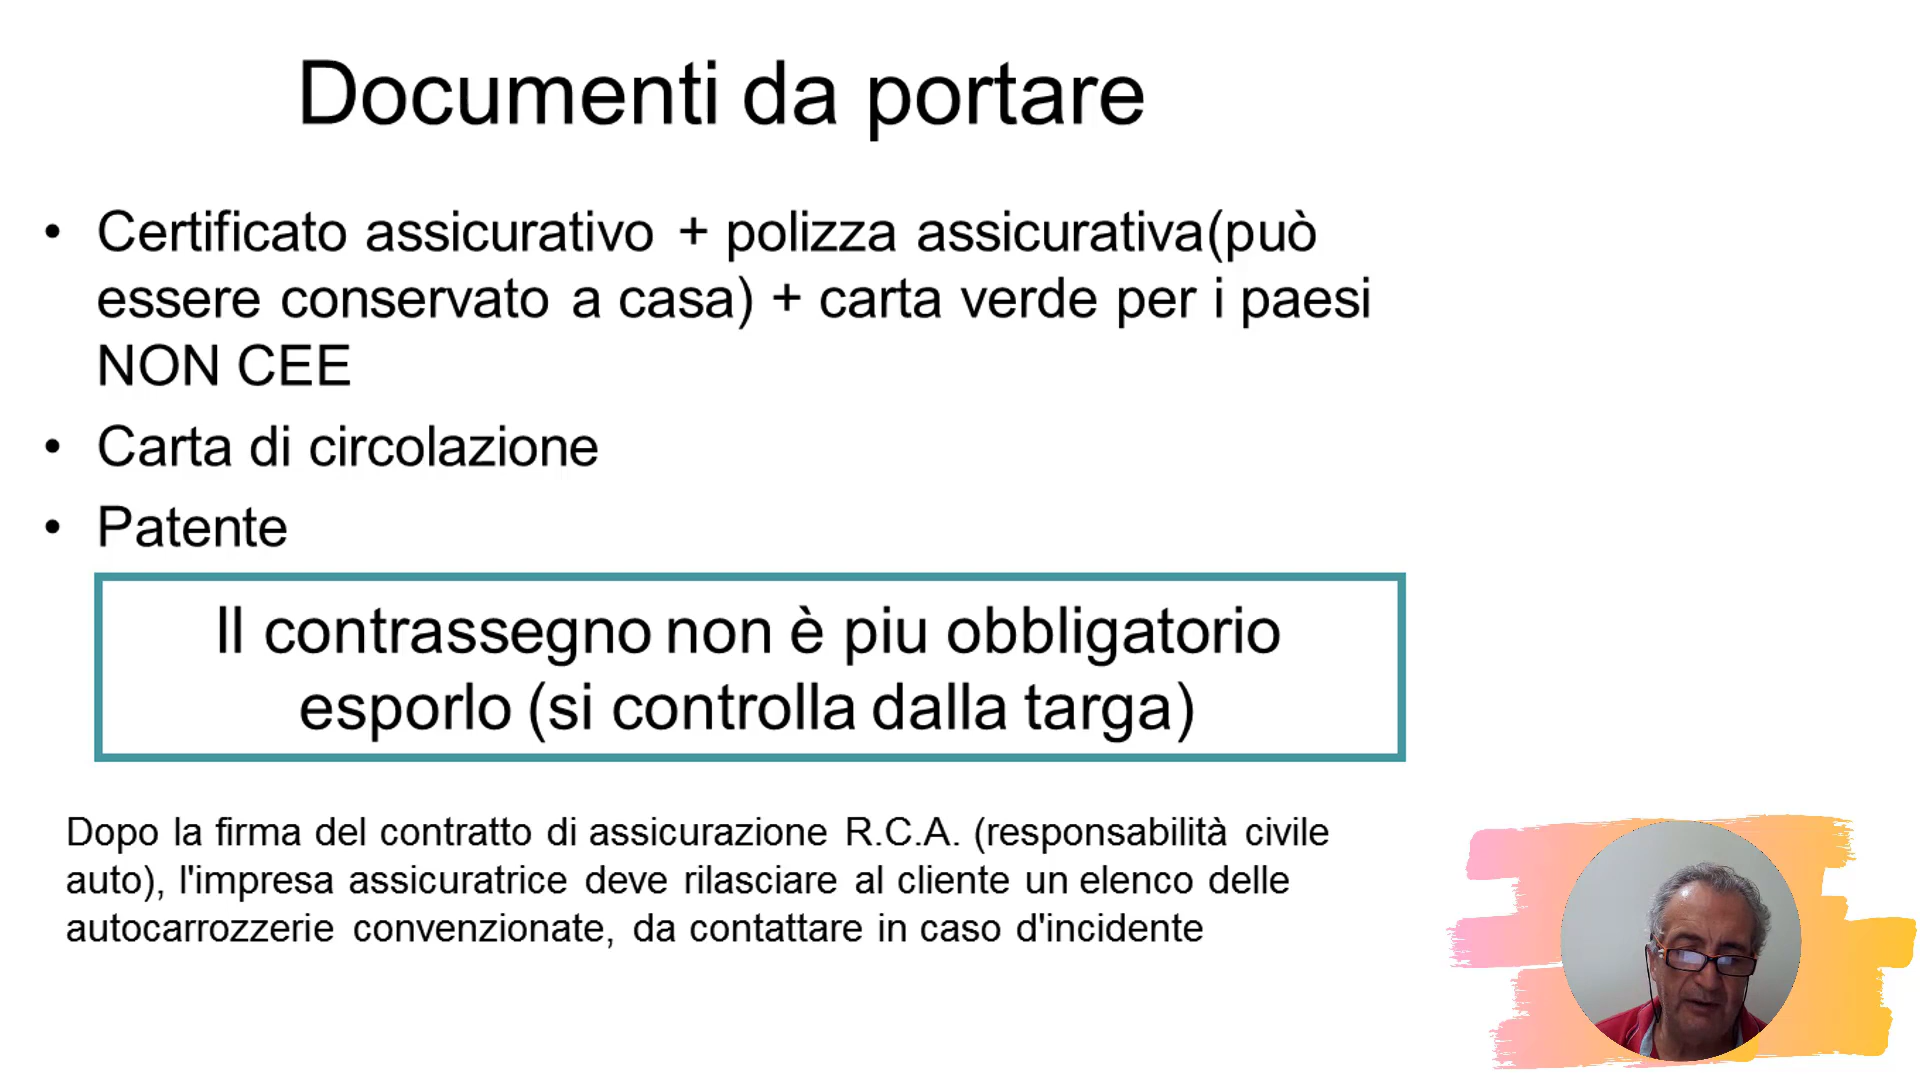 Documenti da portare
• Certificato assicurativo + polizza assicurativa(può
essere conservato a casa) + carta verde per i paesi
NON CEE
• Carta di circolazione
• Patente
Il contrassegno non è piu obbligatorio
esporlo (si controlla dalla targa)
Dopo la firma del contratto di assicurazione R.C.A. (responsabilità civile
auto), l'impresa assicuratrice deve rilasciare al cliente un elenco delle
autocarrozzerie convenzionate, da contattare in caso d'incidente